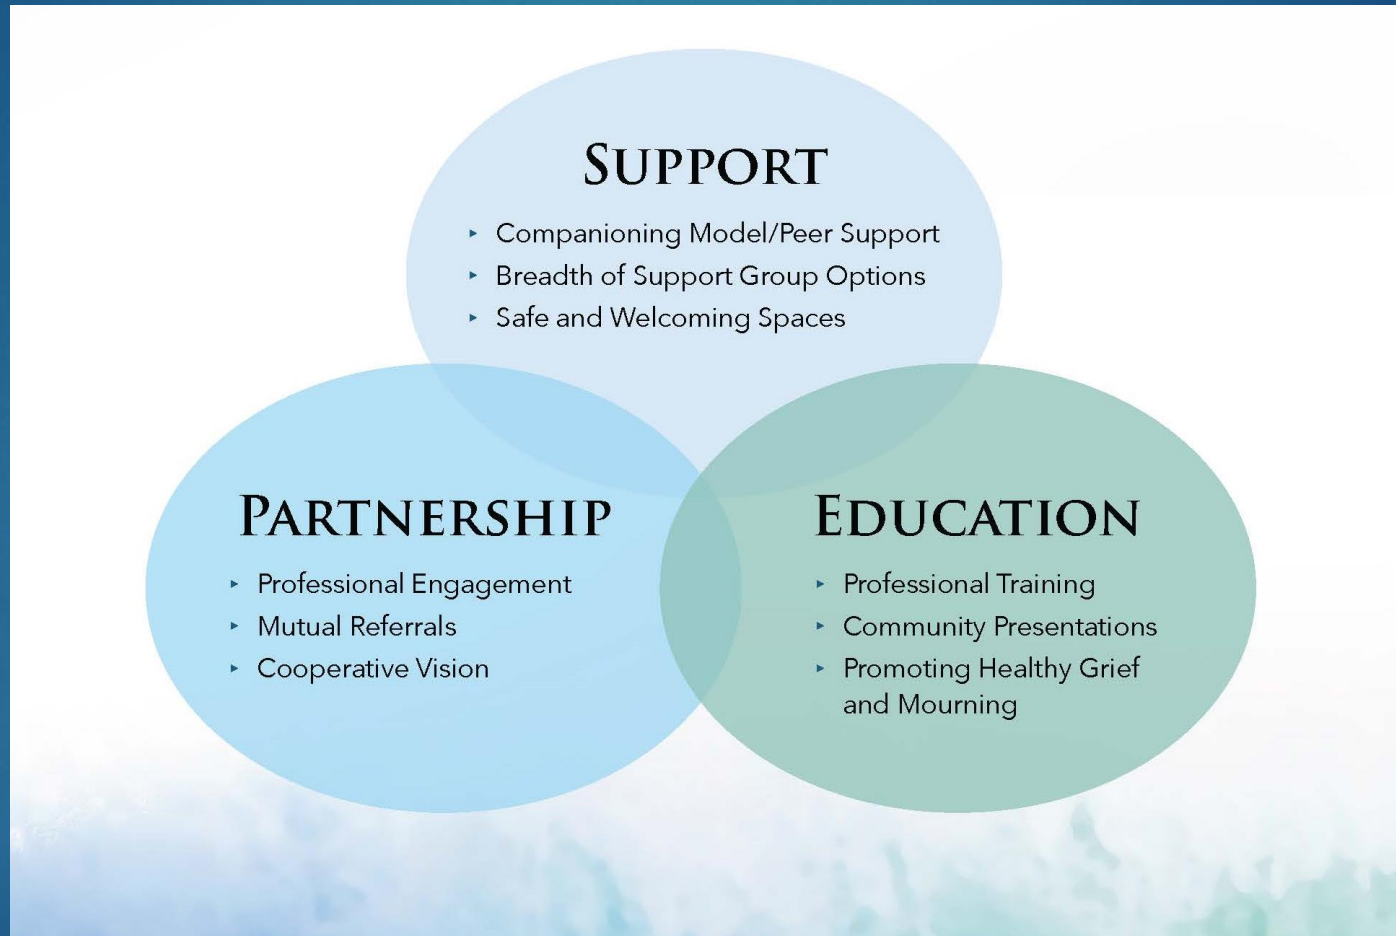 SUPPORT
▸ Companioning Model/Peer Support
▸ Breadth of Support Group Options
▸ Safe and Welcoming Spaces
PARTNERSHIP
▸ Professional Engagement
▸ Mutual Referrals
▸ Cooperative Vision
EDUCATION
▸ Professional Training
▸ Community Presentations
▸ Promoting Healthy Grief
and Mourning